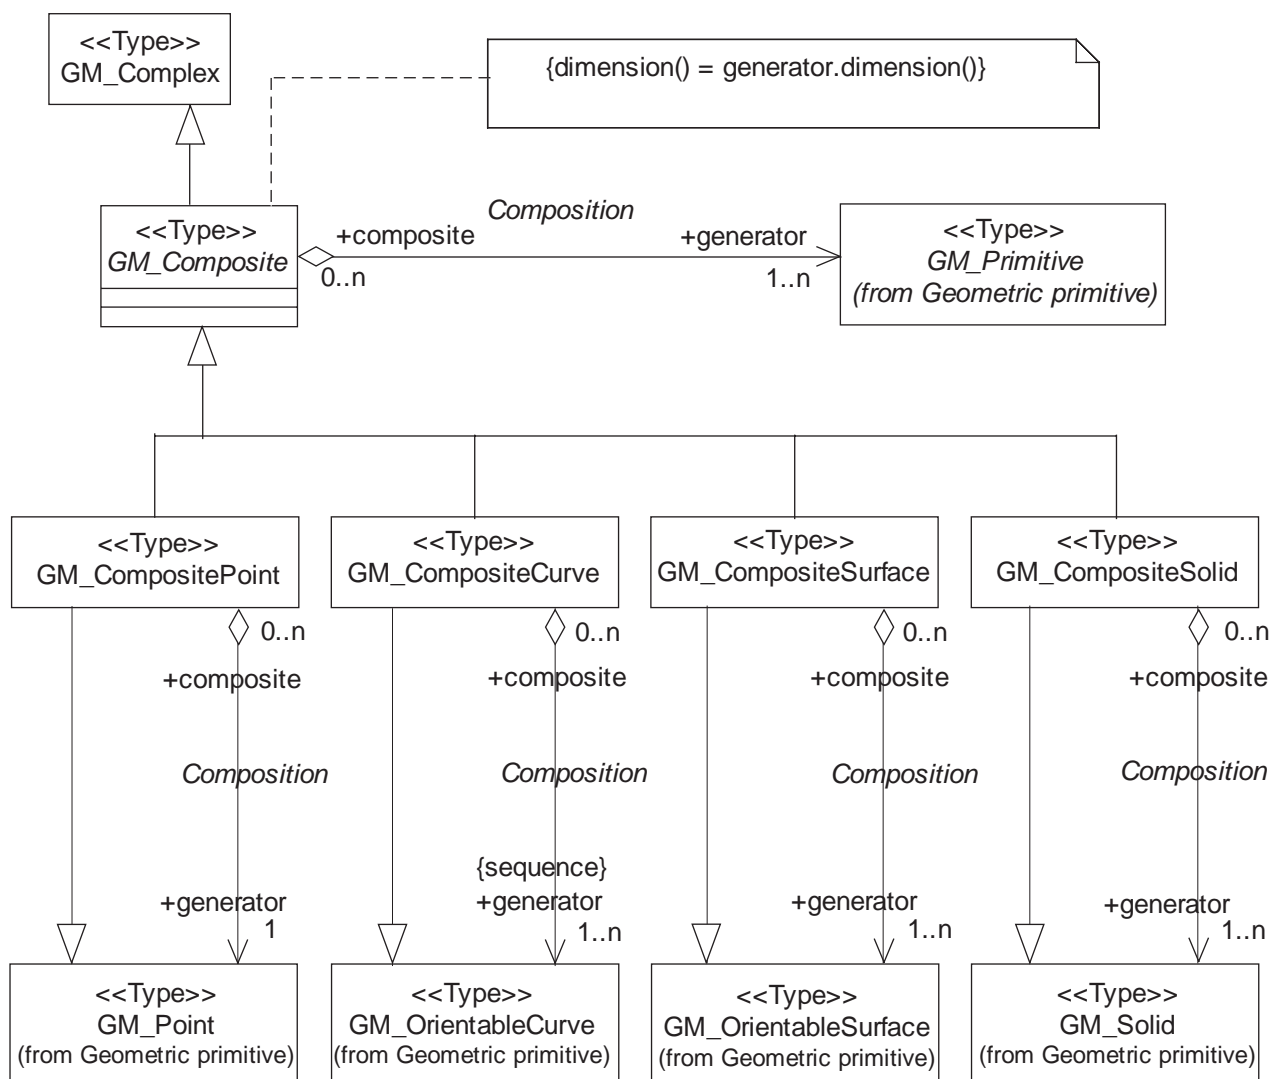 <<Type>>
GM_Complex
{dimension() = generator.dimension()}
<<Type>>
GM_Composite
+composite
0..n
Composition
+generator
1..n
<<Type>>
GM_Primitive
(from Geometric primitive)
<<Type>>
GM_CompositePoint
<<Type>>
GM_CompositeCurve
<<Type>>
GM_CompositeSurface
<<Type>>
GM_CompositeSolid
0..n
+composite
Composition
+generator
1
0..n
+composite
Composition
{sequence}
+generator
1..n
0..n
+composite
Composition
+generator
1..n
0..n
+composite
Composition
+generator
1..n
<<Type>>
GM_Point
(from Geometric primitive)
<<Type>>
GM_OrientableCurve
(from Geometric primitive)
<<Type>>
GM_OrientableSurface
(from Geometric primitive)
<<Type>>
GM_Solid
(from Geometric primitive)